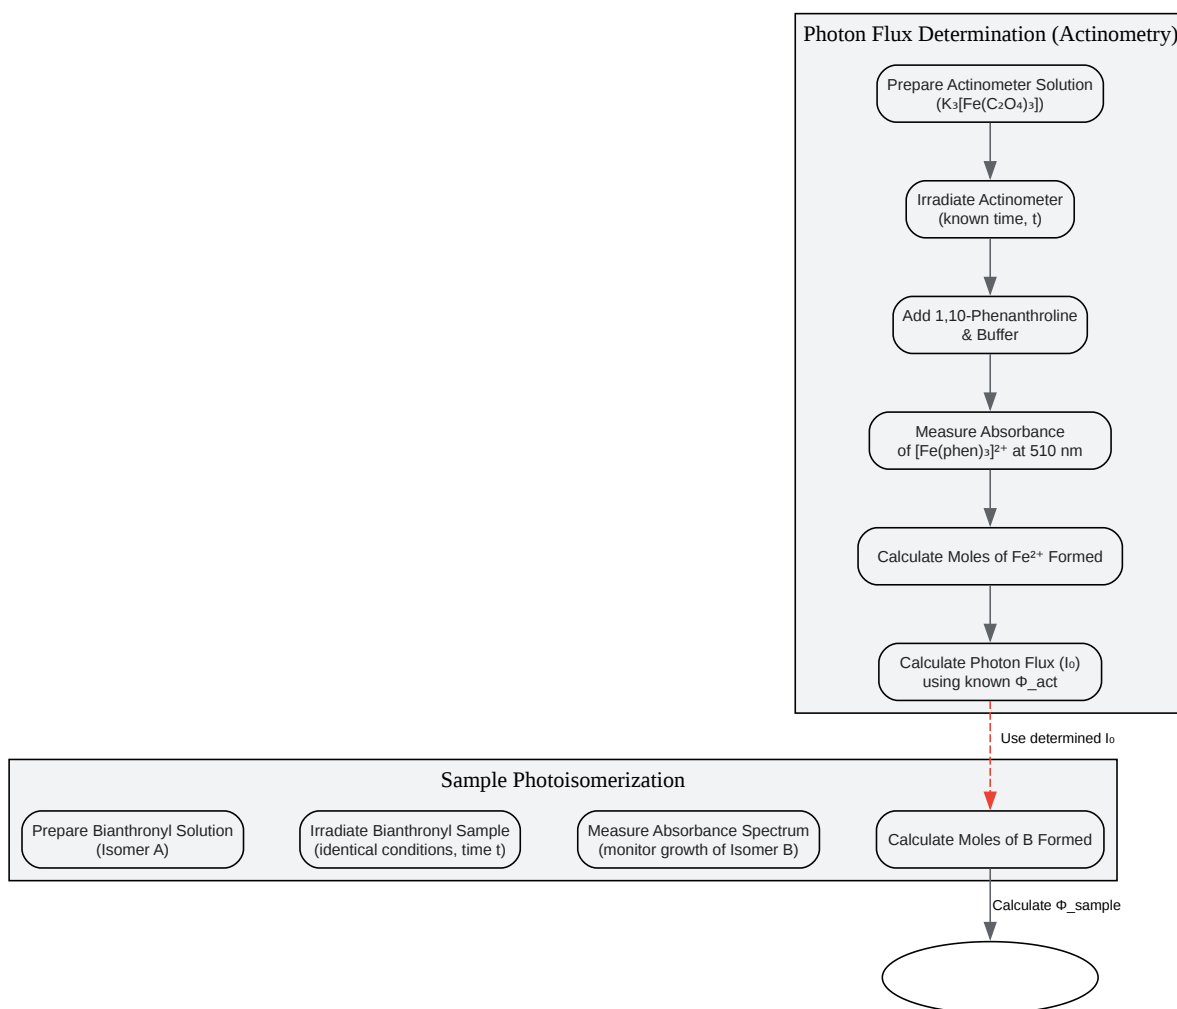 Photon Flux Determination (Actinometry)
Prepare Actinometer Solution
(K₃[Fe(C₂O₄)₃])
Irradiate Actinometer
(known time, t)
Add 1,10-Phenanthroline
& Buffer
Measure Absorbance
of [Fe(phen)₃]²⁺ at 510 nm
Calculate Moles of Fe²⁺ Formed
Calculate Photon Flux (I₀)
using known Φ_act
Use determined I₀
Sample Photoisomerization
Prepare Bianthronyl Solution
(Isomer A)
Irradiate Bianthronyl Sample
(identical conditions, time t)
Measure Absorbance Spectrum
(monitor growth of Isomer B)
Calculate Moles of B Formed
Calculate Φ_sample